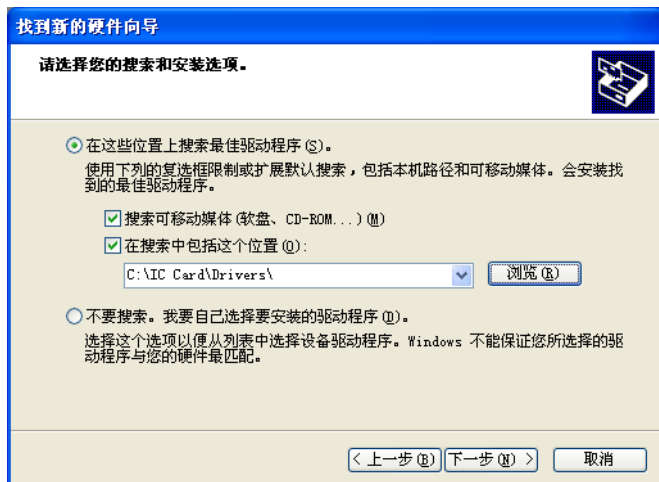 找到新的硬件向导
请选择您的搜索和安装选项。
在这些位置上搜索最佳驱动程序(S)。
使用下列的复选框限制或扩展默认搜索，包括本机路径和可移动媒体。会安装找
到的最佳驱动程序。
搜索可移动媒体(软盘、CD-ROM...)(M)
在搜索中包括这个位置(O):
C:\IC Card\Drivers\
浏览(R)
不要搜索。我要自己选择要安装的驱动程序(D)。
选择这个选项以便从列表中选择设备驱动程序。Windows 不能保证您所选择的驱
动程序与您的硬件最匹配。
< 上一步(B) 下一步(N) > 取消